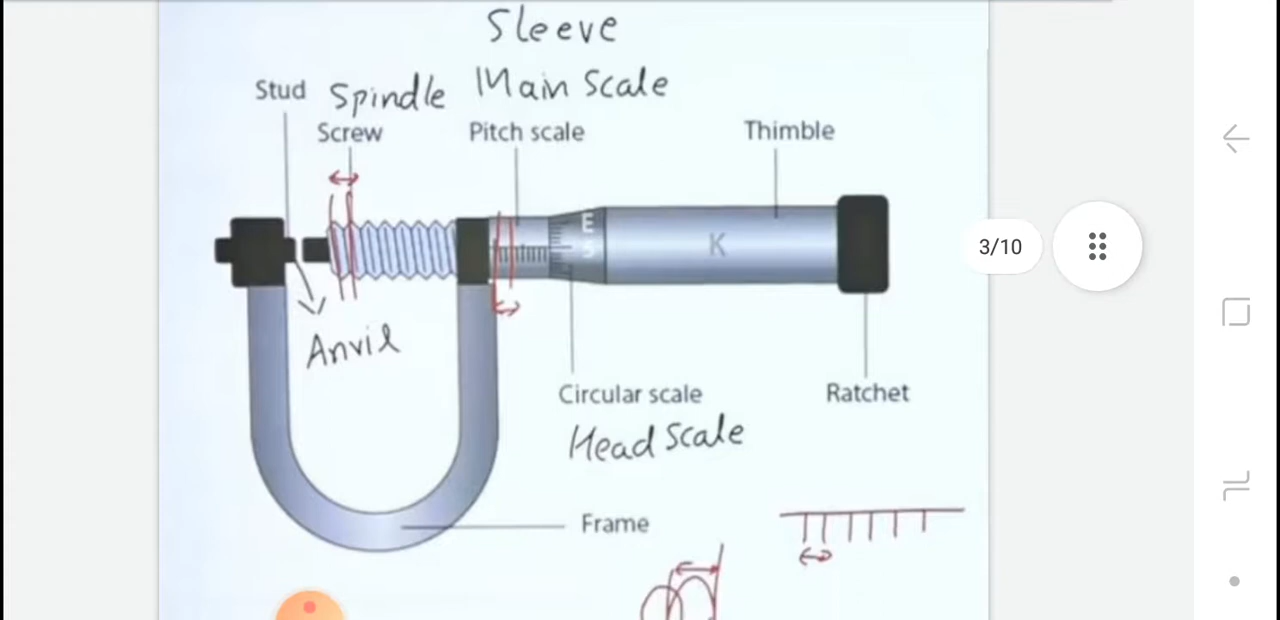 Sleeve
Stud Spindle Main Scale
Screw Pitch scale Thimble
K
3/10
Anvil
Circular scale Ratchet
Head Scale
Frame